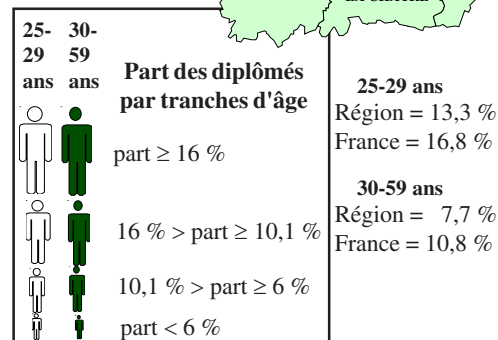 25- 30-
29 59
ans ans
Part des diplômés
par tranches d'âge
part ≥ 16 %
16 % > part ≥ 10,1 %
10,1 % > part ≥ 6 %
part < 6 %
25-29 ans
Région = 13,3 %
France = 16,8 %
30-59 ans
Région = 7,7 %
France = 10,8 %